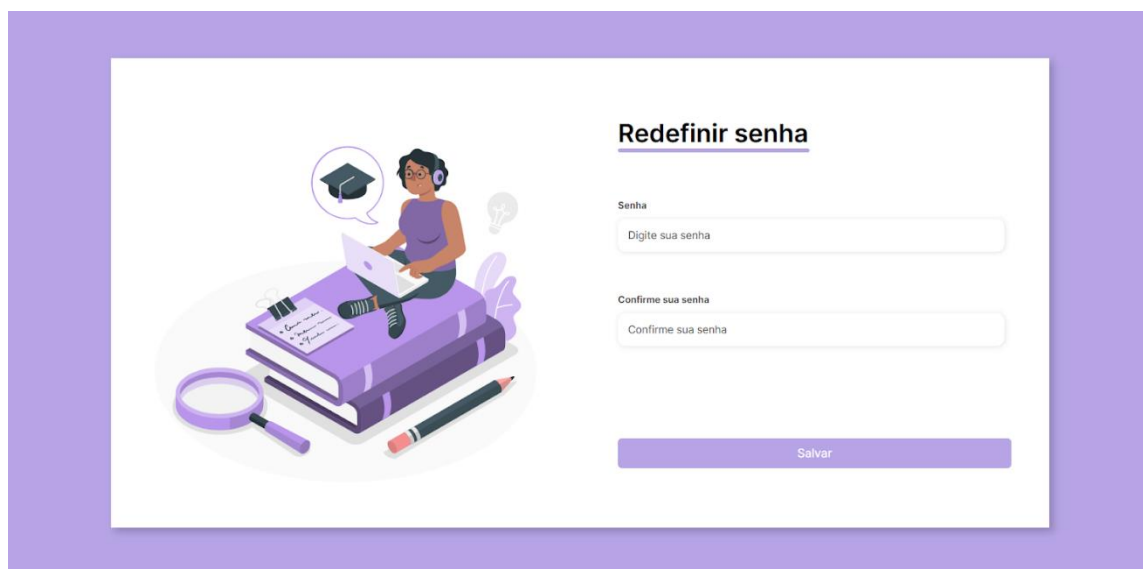 Redefinir senha
Senha
Digite sua senha
Confirme sua senha
Confirme sua senha
Salvar